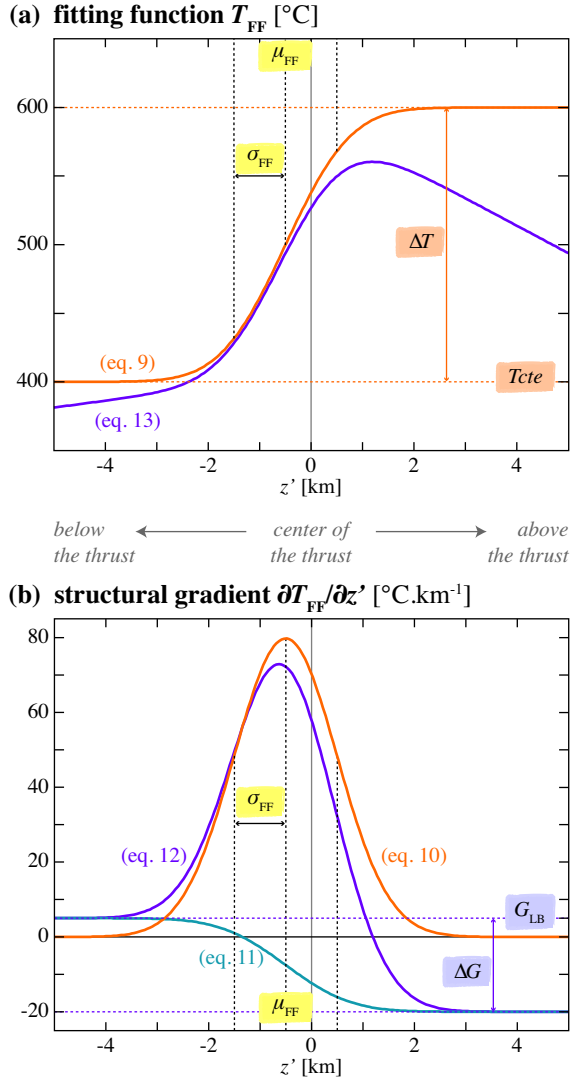 (a) fitting function T_FF [°C]
μ_FF
600
σ_FF
ΔT
500
(eq. 9)
Tcte
400
(eq. 13)
-4 -2 0 2 4
z’ [km]
below center of above
the thrust the thrust the thrust
(b) structural gradient ∂T_FF/∂z’ [°C.km⁻¹]
80
60
40
σ_FF
(eq. 12) (eq. 10)
20
G_LB
0
(eq. 11)
ΔG
μ_FF
-20
-4 -2 0 2 4
z’ [km]